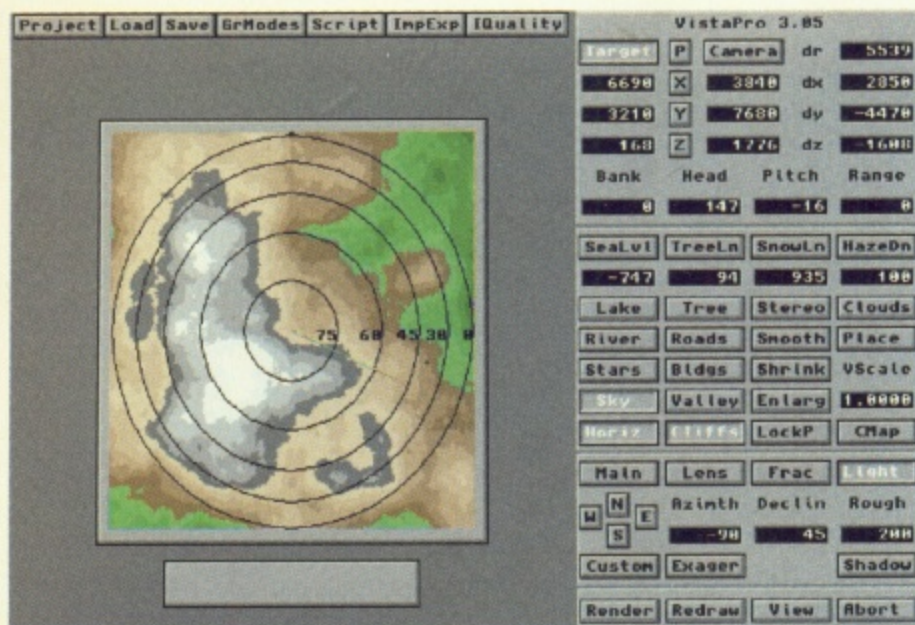 Project Load Save GrModes Script ImpExp IQuality
VistaPro 3.05
Target P Camera dr 5539
6690 X 3840 dx 2850
3210 Y 7680 dy -4470
168 Z 1776 dz -1608
Bank Head Pitch Range
0 147 -16 0
SeaLvl TreeLn SnowLn HazeDn
-747 94 935 100
Lake Tree Stereo Clouds
River Roads Smooth Place
Stars Bldgs Shrink VScale
Sky Valley Enlarg 1.0000
Horiz Cliffs LockP CMap
Main Lens Frac Light
N
W E
S
Azimth Declin Rough
-90 45 200
Custom Exager Shadow
Render Redraw View Abort
75 60 45 30 0